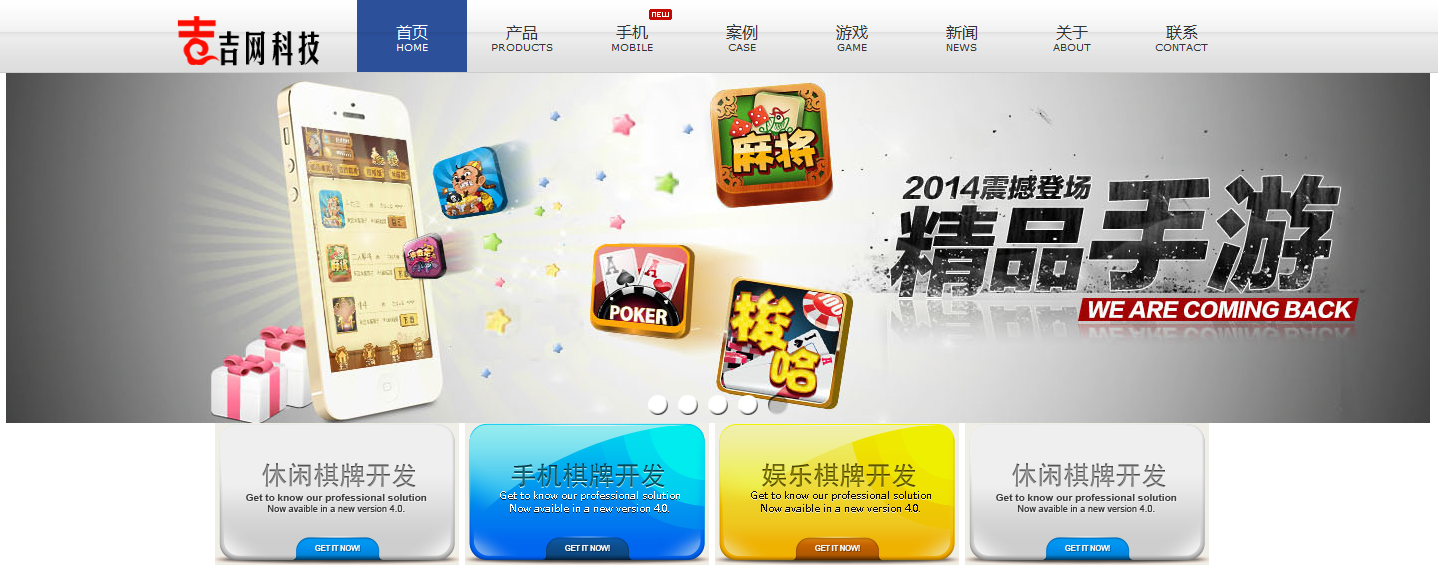 吉网科技
首页
HOME
产品
PRODUCTS
NEW
手机
MOBILE
案例
CASE
游戏
GAME
新闻
NEWS
关于
ABOUT
联系
CONTACT
麻将
2014震撼登场
精品手游
WE ARE COMING BACK
A A
POKER
梭哈
休闲棋牌开发
Get to know our professional solution
Now avaible in a new version 4.0.
GET IT NOW!
手机棋牌开发
Get to know our professional solution
Now avaible in a new version 4.0.
GET IT NOW!
娱乐棋牌开发
Get to know our professional solution
Now avaible in a new version 4.0.
GET IT NOW!
休闲棋牌开发
Get to know our professional solution
Now avaible in a new version 4.0.
GET IT NOW!